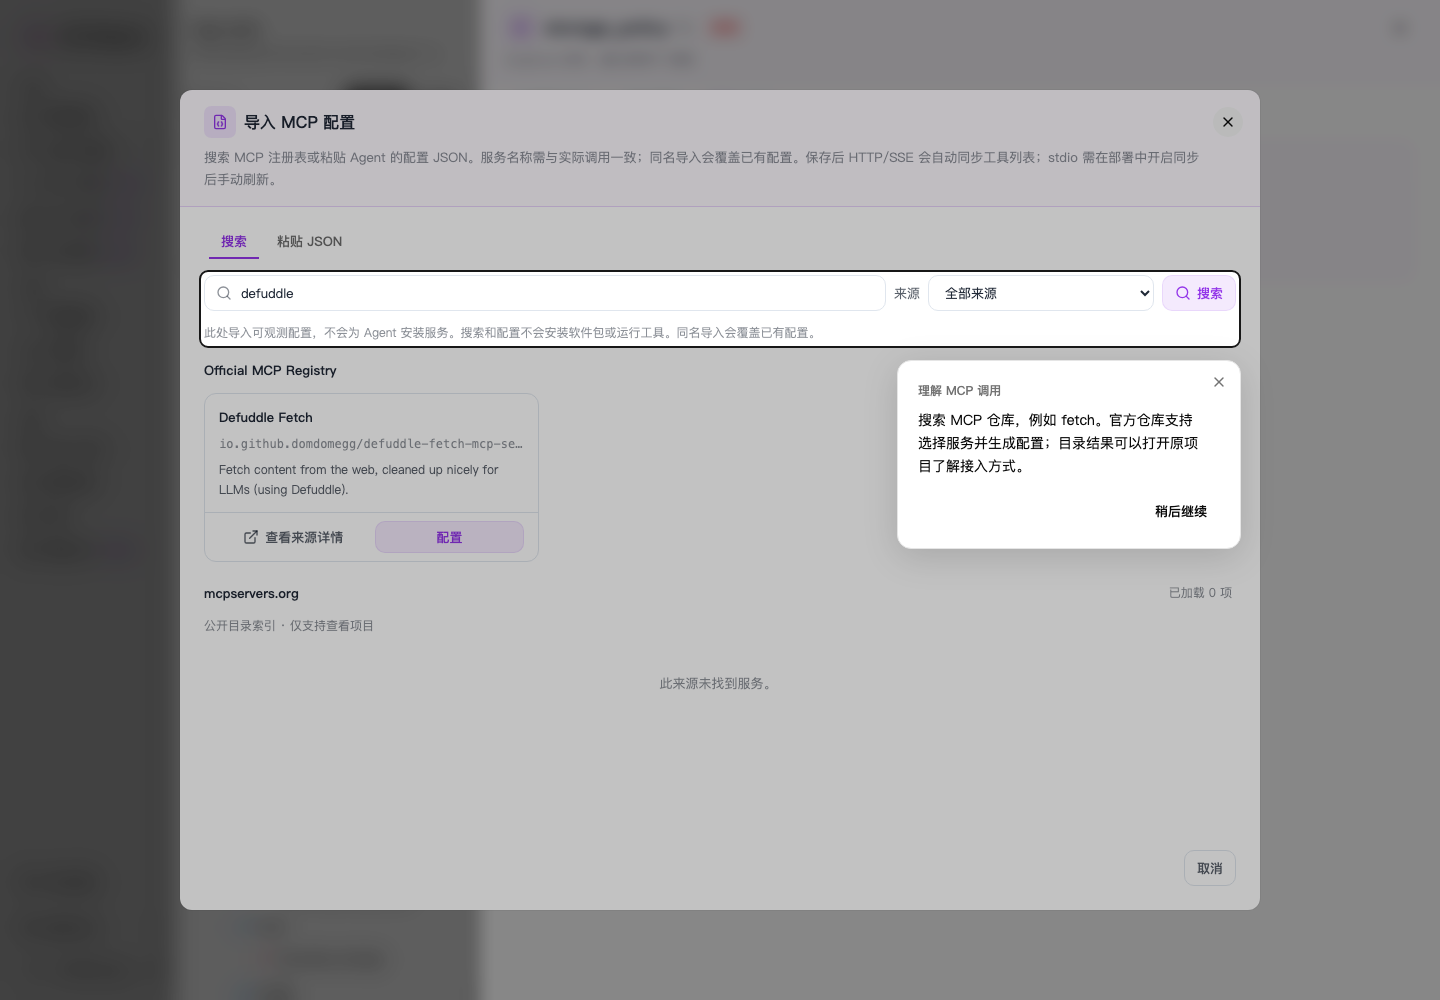 导入 MCP 配置
搜索 MCP 注册表或粘贴 Agent 的配置 JSON。服务名称需与实际调用一致；同名导入会覆盖已有配置。保存后 HTTP/SSE 会自动同步工具列表；stdio 需在部署中开启同步
后手动刷新。
搜索 粘贴 JSON
defuddle 来源 全部来源 搜索
此处导入可观测配置，不会为 Agent 安装服务。搜索和配置不会安装软件包或运行工具。同名导入会覆盖已有配置。
Official MCP Registry
Defuddle Fetch
io.github.domdomegg/defuddle-fetch-mcp-se…
Fetch content from the web, cleaned up nicely for
LLMs (using Defuddle).
查看来源详情 配置
理解 MCP 调用
搜索 MCP 仓库，例如 fetch。官方仓库支持
选择服务并生成配置；目录结果可以打开原项
目了解接入方式。
稍后继续
mcpservers.org 已加载 0 项
公开目录索引 · 仅支持查看项目
此来源未找到服务。
取消